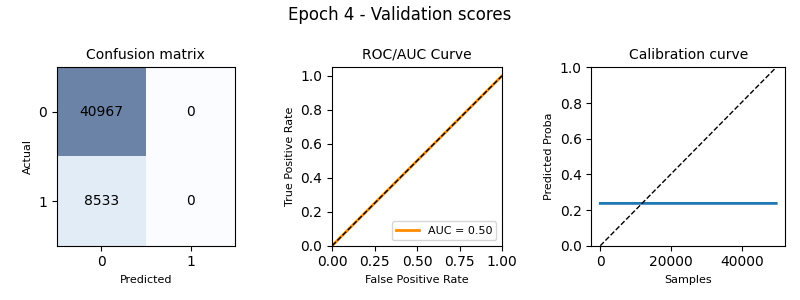 Epoch 4 - Validation scores
Confusion matrix
Actual
0
1
40967
0
8533
0
0
1
Predicted
ROC/AUC Curve
True Positive Rate
1.0
0.8
0.6
0.4
0.2
0.0
AUC = 0.50
0.00
0.25
0.50
0.75
1.00
False Positive Rate
Calibration curve
Predicted Proba
1.0
0.8
0.6
0.4
0.2
0.0
0
20000
40000
Samples